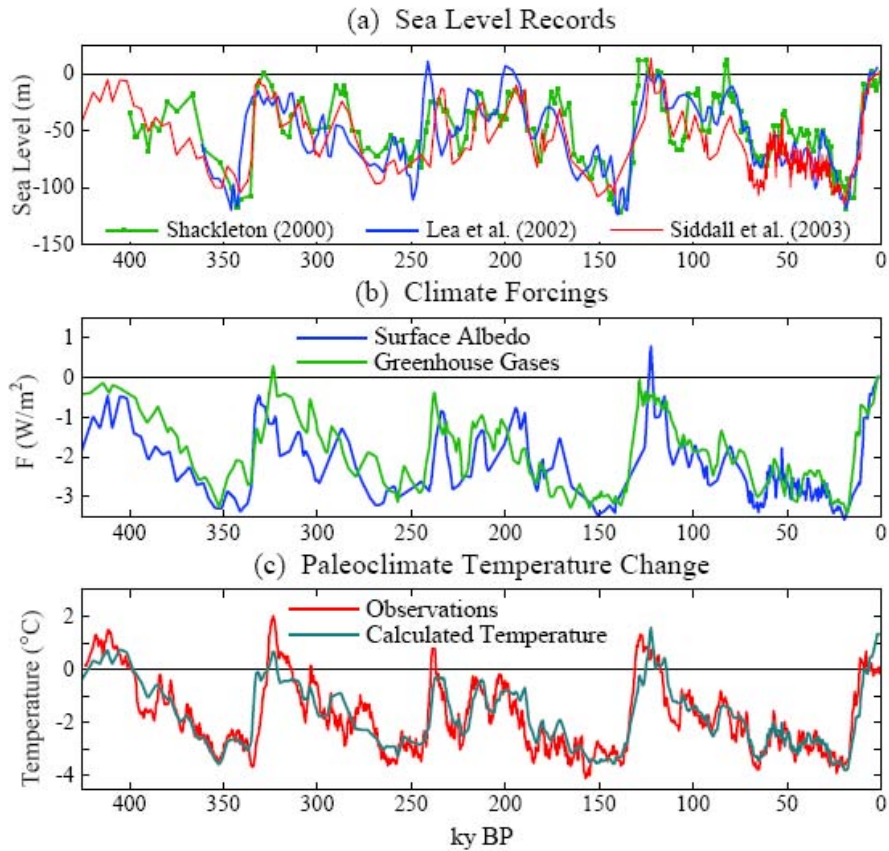 (a) Sea Level Records
0
-50
-100
-150
Sea Level (m)
Shackleton (2000) Lea et al. (2002) Siddall et al. (2003)
400 350 300 250 200 150 100 50 0
(b) Climate Forcings
1
0
-1
-2
-3
F (W/m²)
Surface Albedo
Greenhouse Gases
400 350 300 250 200 150 100 50 0
(c) Paleoclimate Temperature Change
2
0
-2
-4
Temperature (°C)
Observations
Calculated Temperature
400 350 300 250 200 150 100 50 0
ky BP